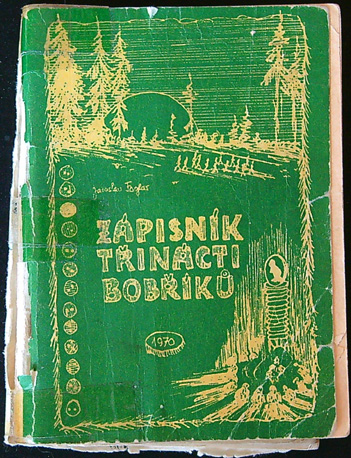 Jaroslav Foglar
ZÁPISNÍK
TŘINÁCTI
BOBŘÍKŮ
1970